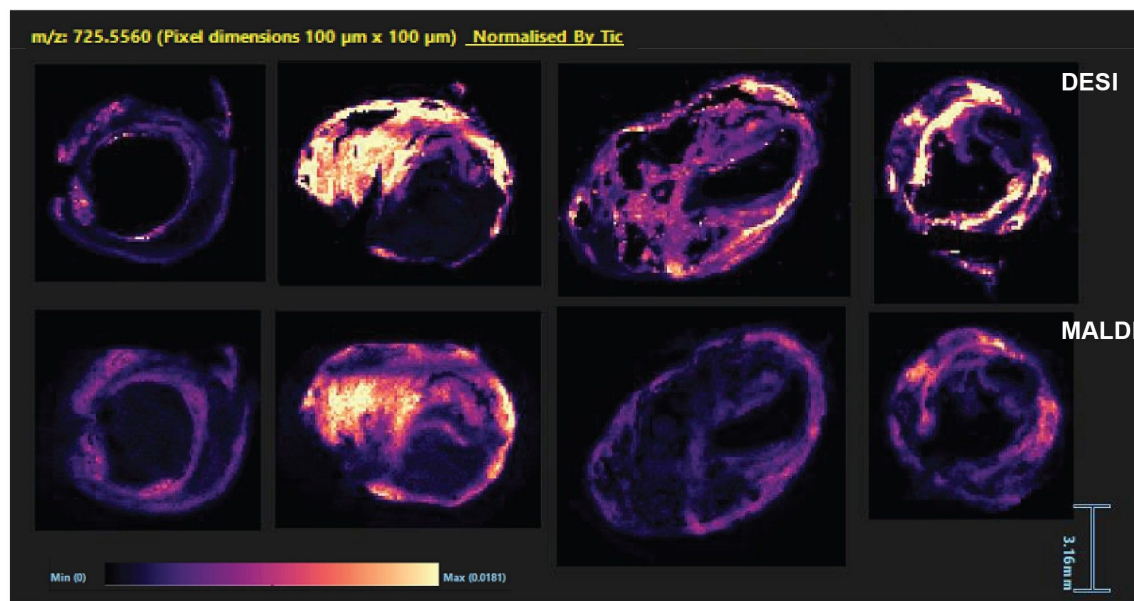 m/z: 725.5560 (Pixel dimensions 100 µm x 100 µm) Normalised By Tic
DESI
MALDI
3.16mm
Min (0)
Max (0.0181)